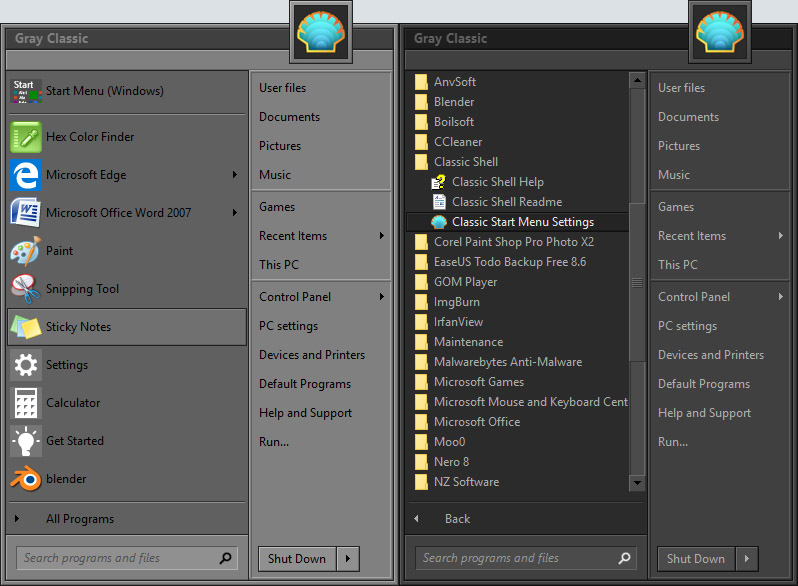 Gray Classic
Start
Start Menu (Windows)
Hex Color Finder
Microsoft Edge
Microsoft Office Word 2007
Paint
Snipping Tool
Sticky Notes
Settings
Calculator
Get Started
blender
All Programs
Search programs and files
User files
Documents
Pictures
Music
Games
Recent Items
This PC
Control Panel
PC settings
Devices and Printers
Default Programs
Help and Support
Run...
Shut Down
Gray Classic
AnvSoft
Blender
Boilsoft
CCleaner
Classic Shell
Classic Shell Help
Classic Shell Readme
Classic Start Menu Settings
Corel Paint Shop Pro Photo X2
EaseUS Todo Backup Free 8.6
GOM Player
ImgBurn
IrfanView
Maintenance
Malwarebytes Anti-Malware
Microsoft Games
Microsoft Mouse and Keyboard Cent
Microsoft Office
Moo0
Nero 8
NZ Software
Back
Search programs and files
User files
Documents
Pictures
Music
Games
Recent Items
This PC
Control Panel
PC settings
Devices and Printers
Default Programs
Help and Support
Run...
Shut Down